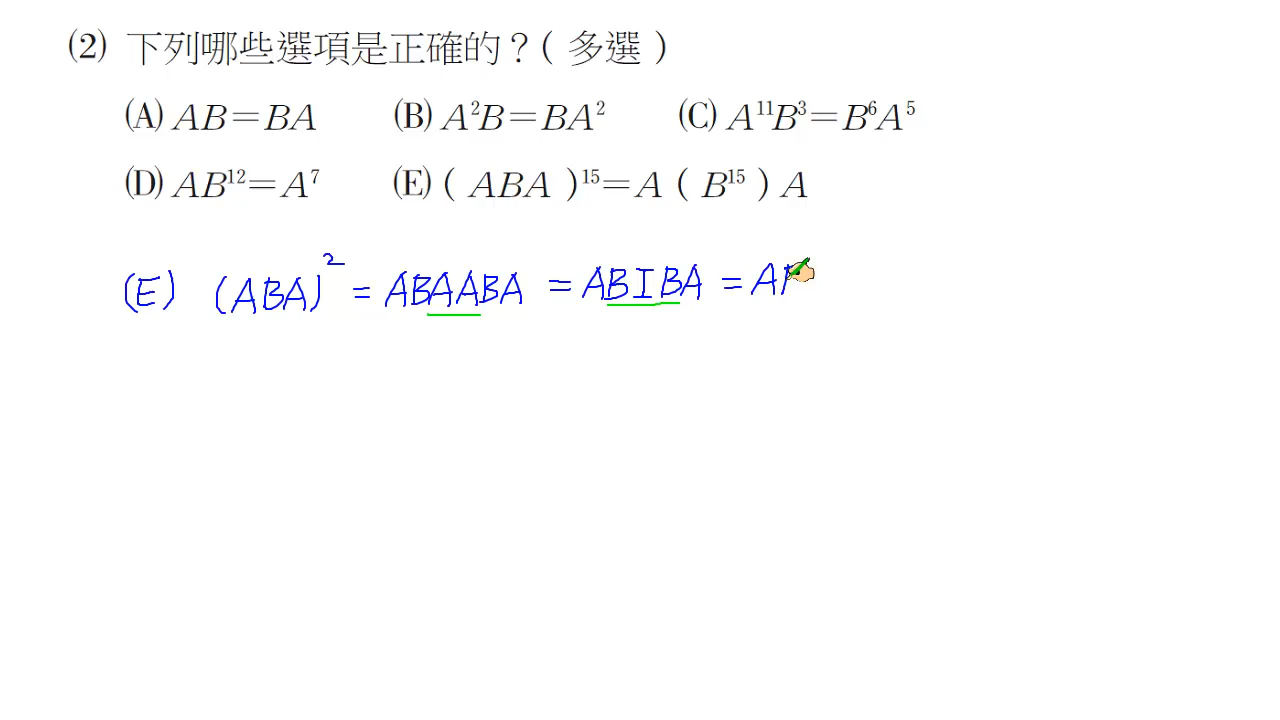 (2) 下列哪些選項是正確的？（多選）
(A) AB＝BA (B) A²B＝BA² (C) A¹¹B³＝B⁶A⁵
(D) AB¹²＝A⁷ (E)（ABA）¹⁵＝A（B¹⁵）A
(E) (ABA)² = ABAABA = ABIBA = A